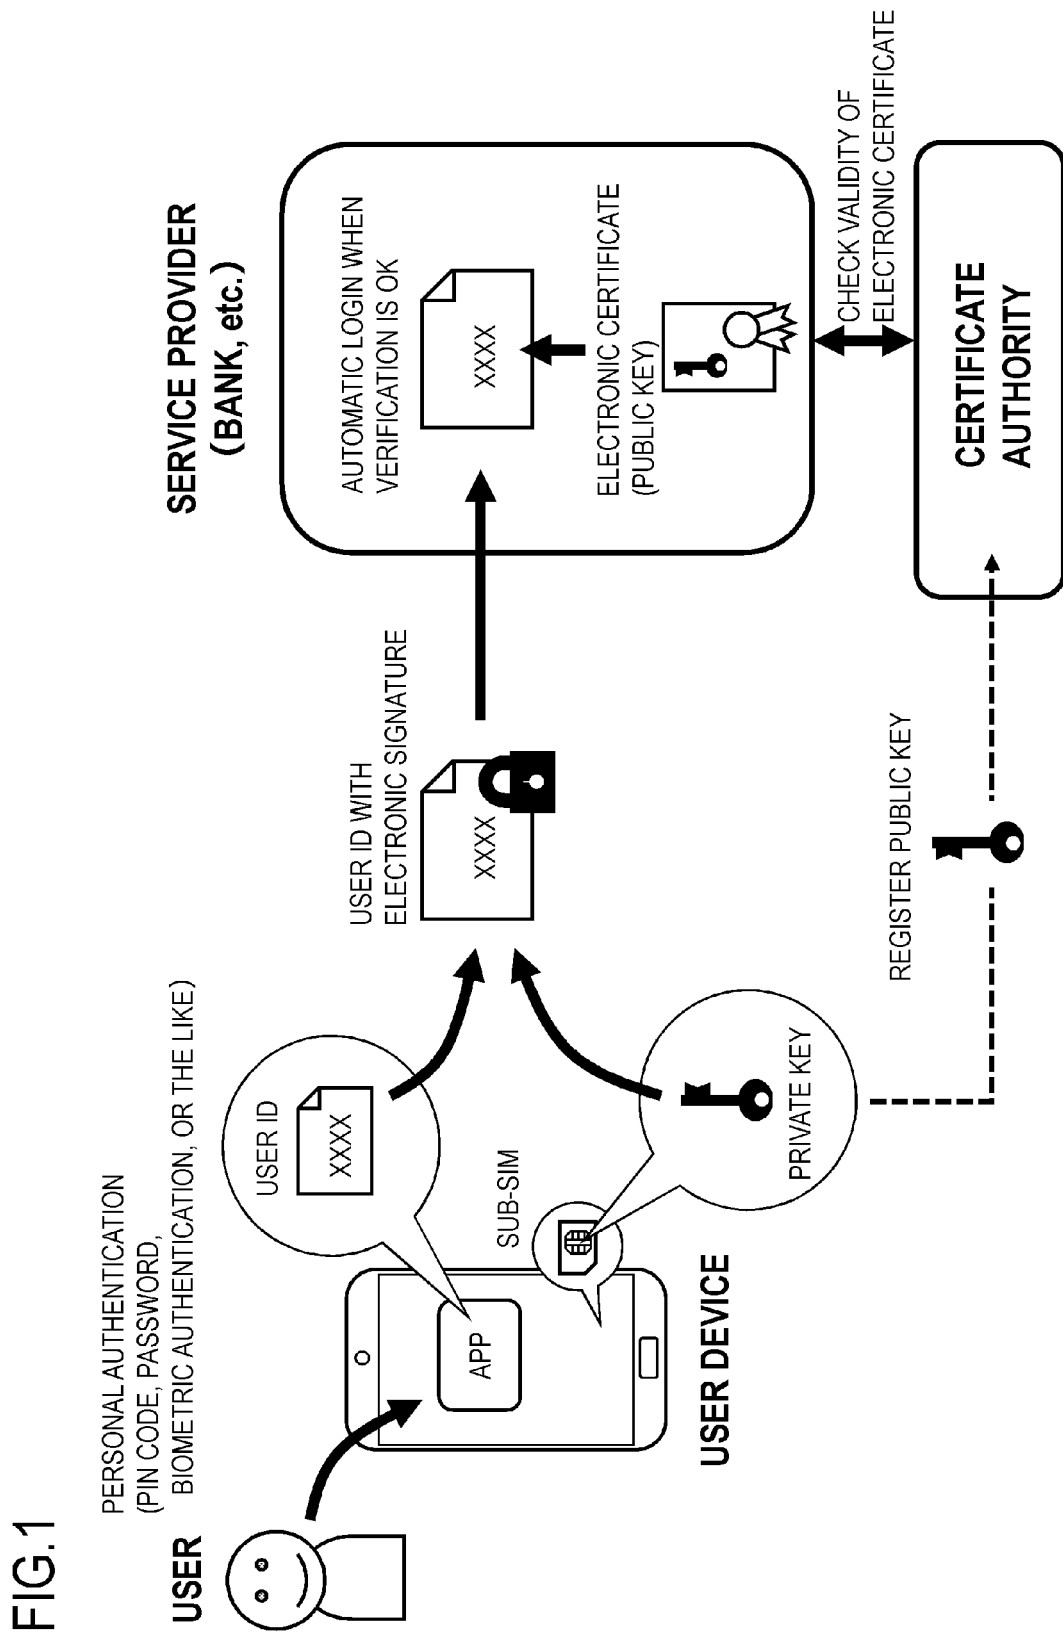 FIG.1
PERSONAL AUTHENTICATION
(PIN CODE, PASSWORD,
BIOMETRIC AUTHENTICATION, OR THE LIKE)
USER
APP
USER DEVICE
USER ID
XXXX
SUB-SIM
PRIVATE KEY
USER ID WITH
ELECTRONIC SIGNATURE
XXXX
REGISTER PUBLIC KEY
SERVICE PROVIDER
(BANK, etc.)
AUTOMATIC LOGIN WHEN
VERIFICATION IS OK
XXXX
ELECTRONIC CERTIFICATE
(PUBLIC KEY)
CHECK VALIDITY OF
ELECTRONIC CERTIFICATE
CERTIFICATE
AUTHORITY